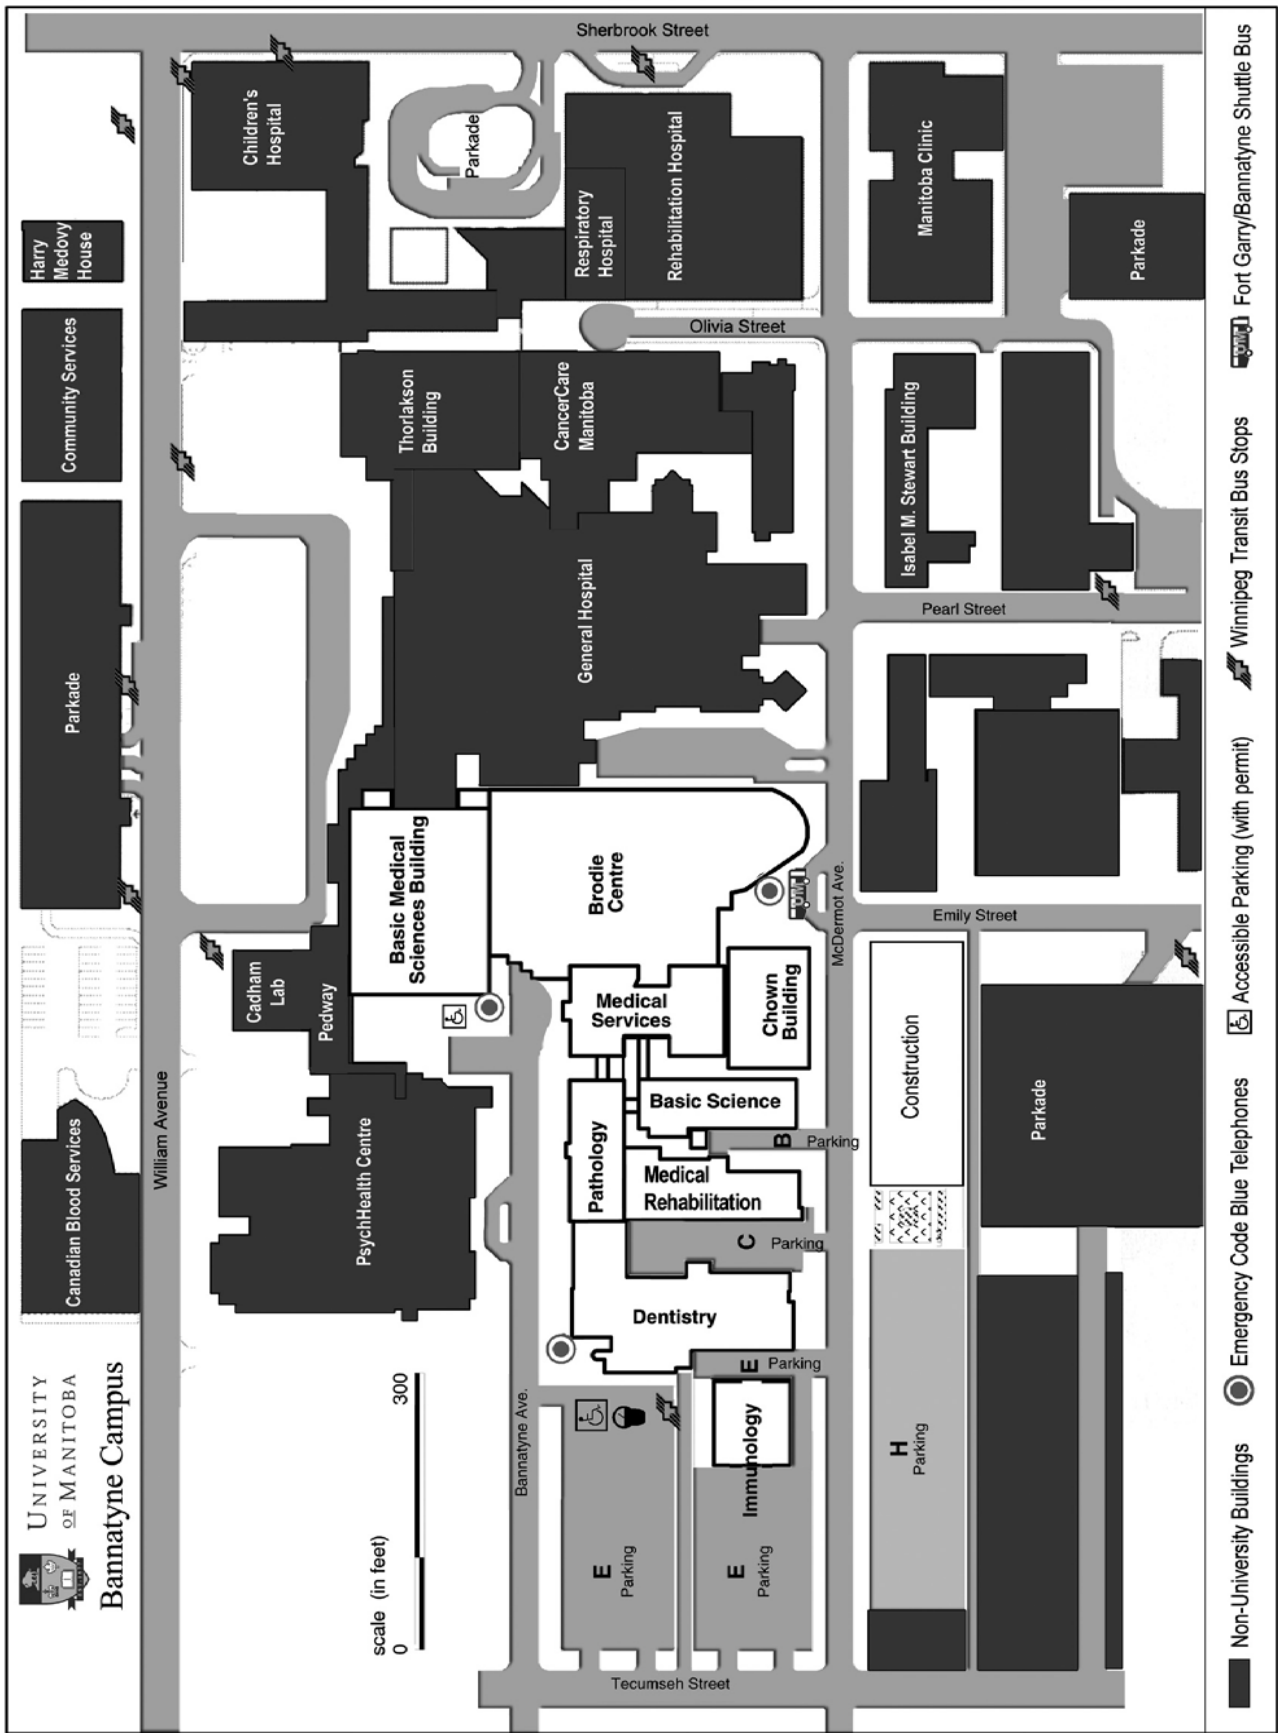 UNIVERSITY
OF MANITOBA
Bannatyne Campus
scale (in feet)
0
300
Canadian Blood Services
Parkade
Community Services
Harry
Medovy
House
William Avenue
Children's
Hospital
Cadham
Lab
Pedway
PsychHealth Centre
Basic Medical
Sciences Building
Thorlakson
Building
CancerCare
Manitoba
General Hospital
Parkade
Respiratory
Hospital
Rehabilitation Hospital
Sherbrook Street
Olivia Street
Bannatyne Ave.
Brodie
Centre
Medical
Services
Chown
Building
Pathology
Basic Science
B
Parking
Medical
Rehabilitation
C
Parking
Dentistry
E
Parking
Immunology
E
Parking
E
Parking
Tecumseh Street
UM
McDermot Ave.
Emily Street
Pearl Street
Manitoba Clinic
Parkade
Isabel M. Stewart Building
Construction
Parkade
H
Parking
Non-University Buildings
Emergency Code Blue Telephones
Accessible Parking (with permit)
Winnipeg Transit Bus Stops
UM
Fort Garry/Bannatyne Shuttle Bus